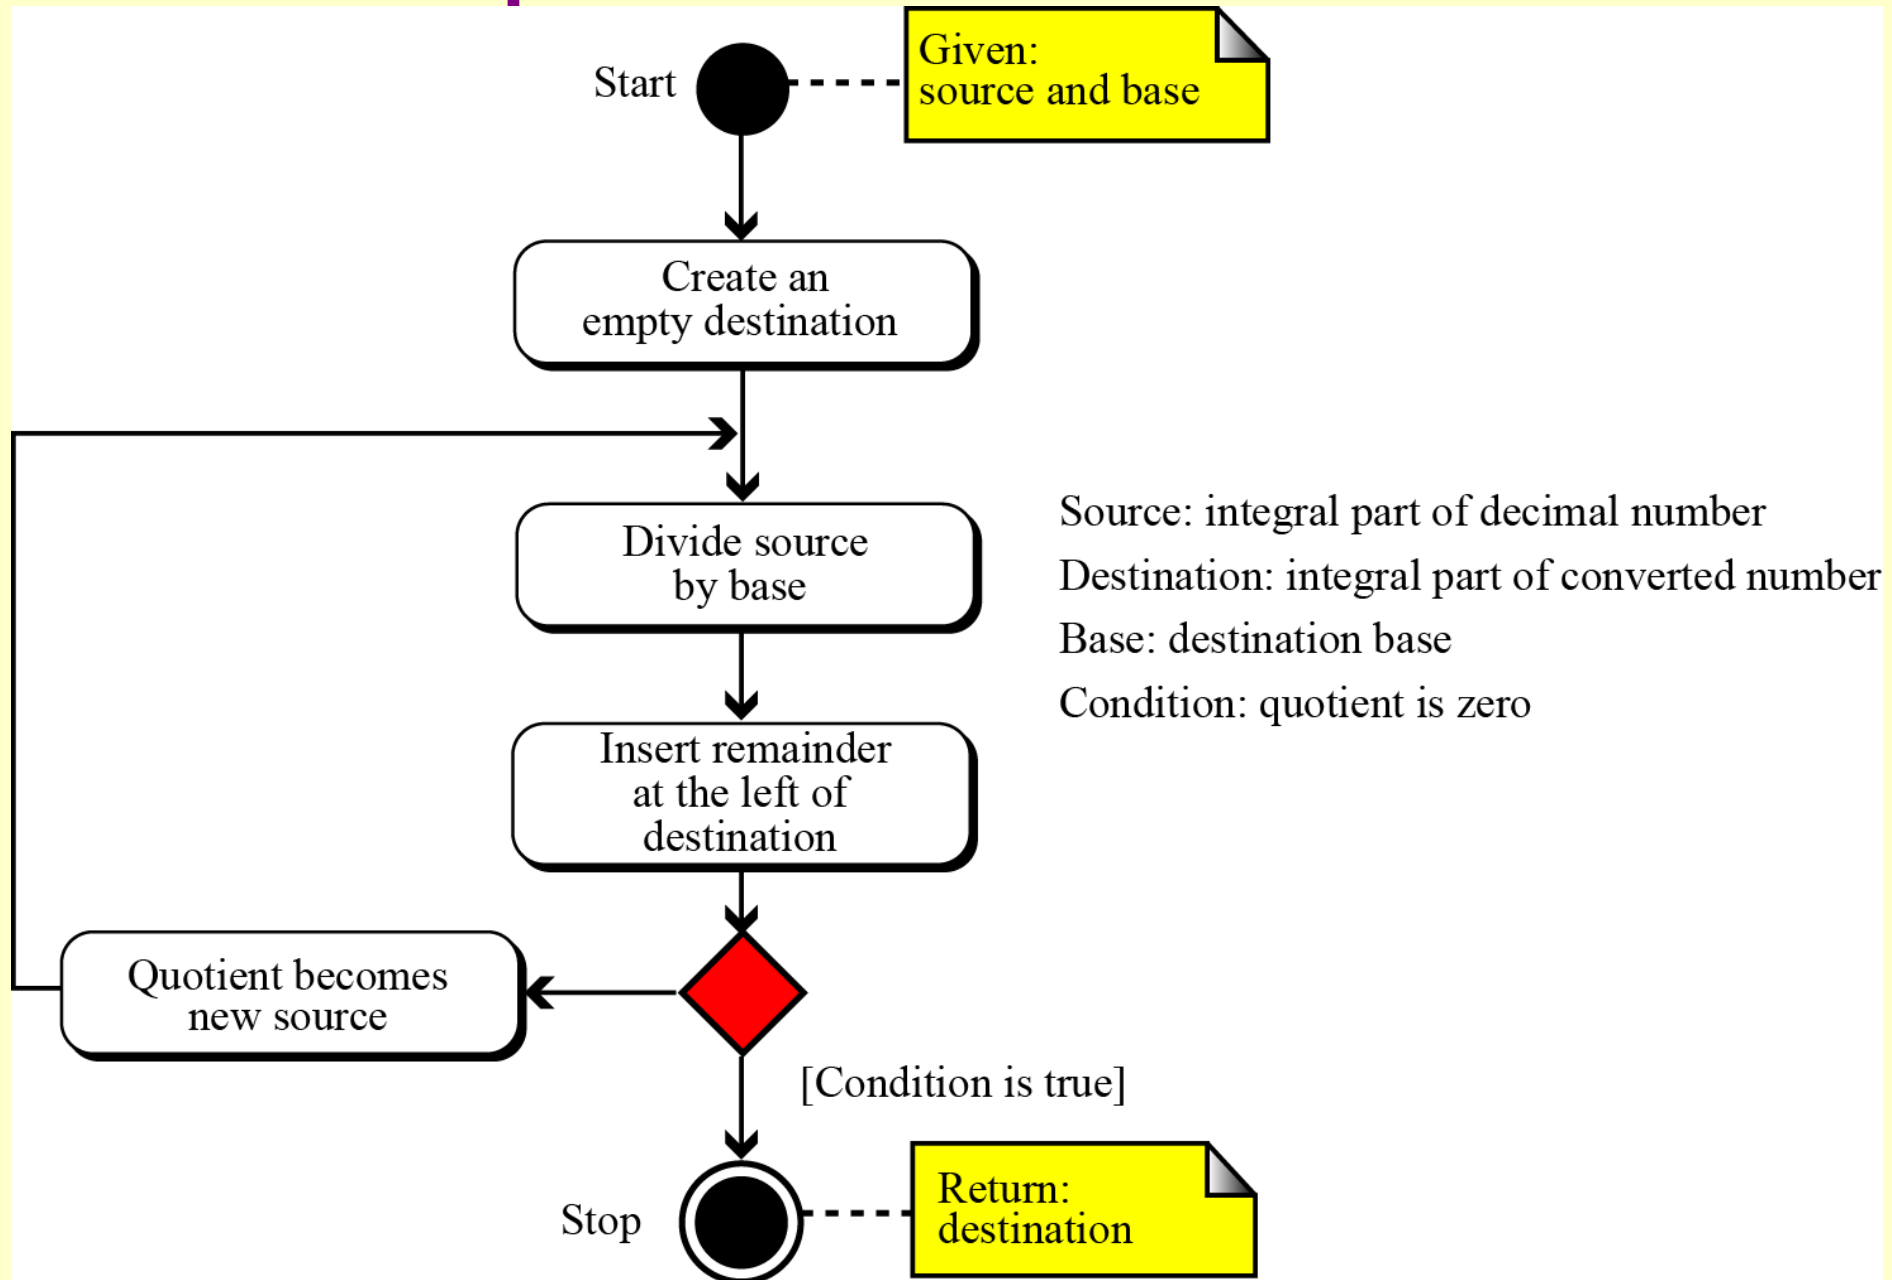 Start
Given:
source and base
Create an
empty destination
Divide source
by base
Source: integral part of decimal number
Destination: integral part of converted number
Base: destination base
Condition: quotient is zero
Insert remainder
at the left of
destination
Quotient becomes
new source
[Condition is true]
Stop
Return:
destination